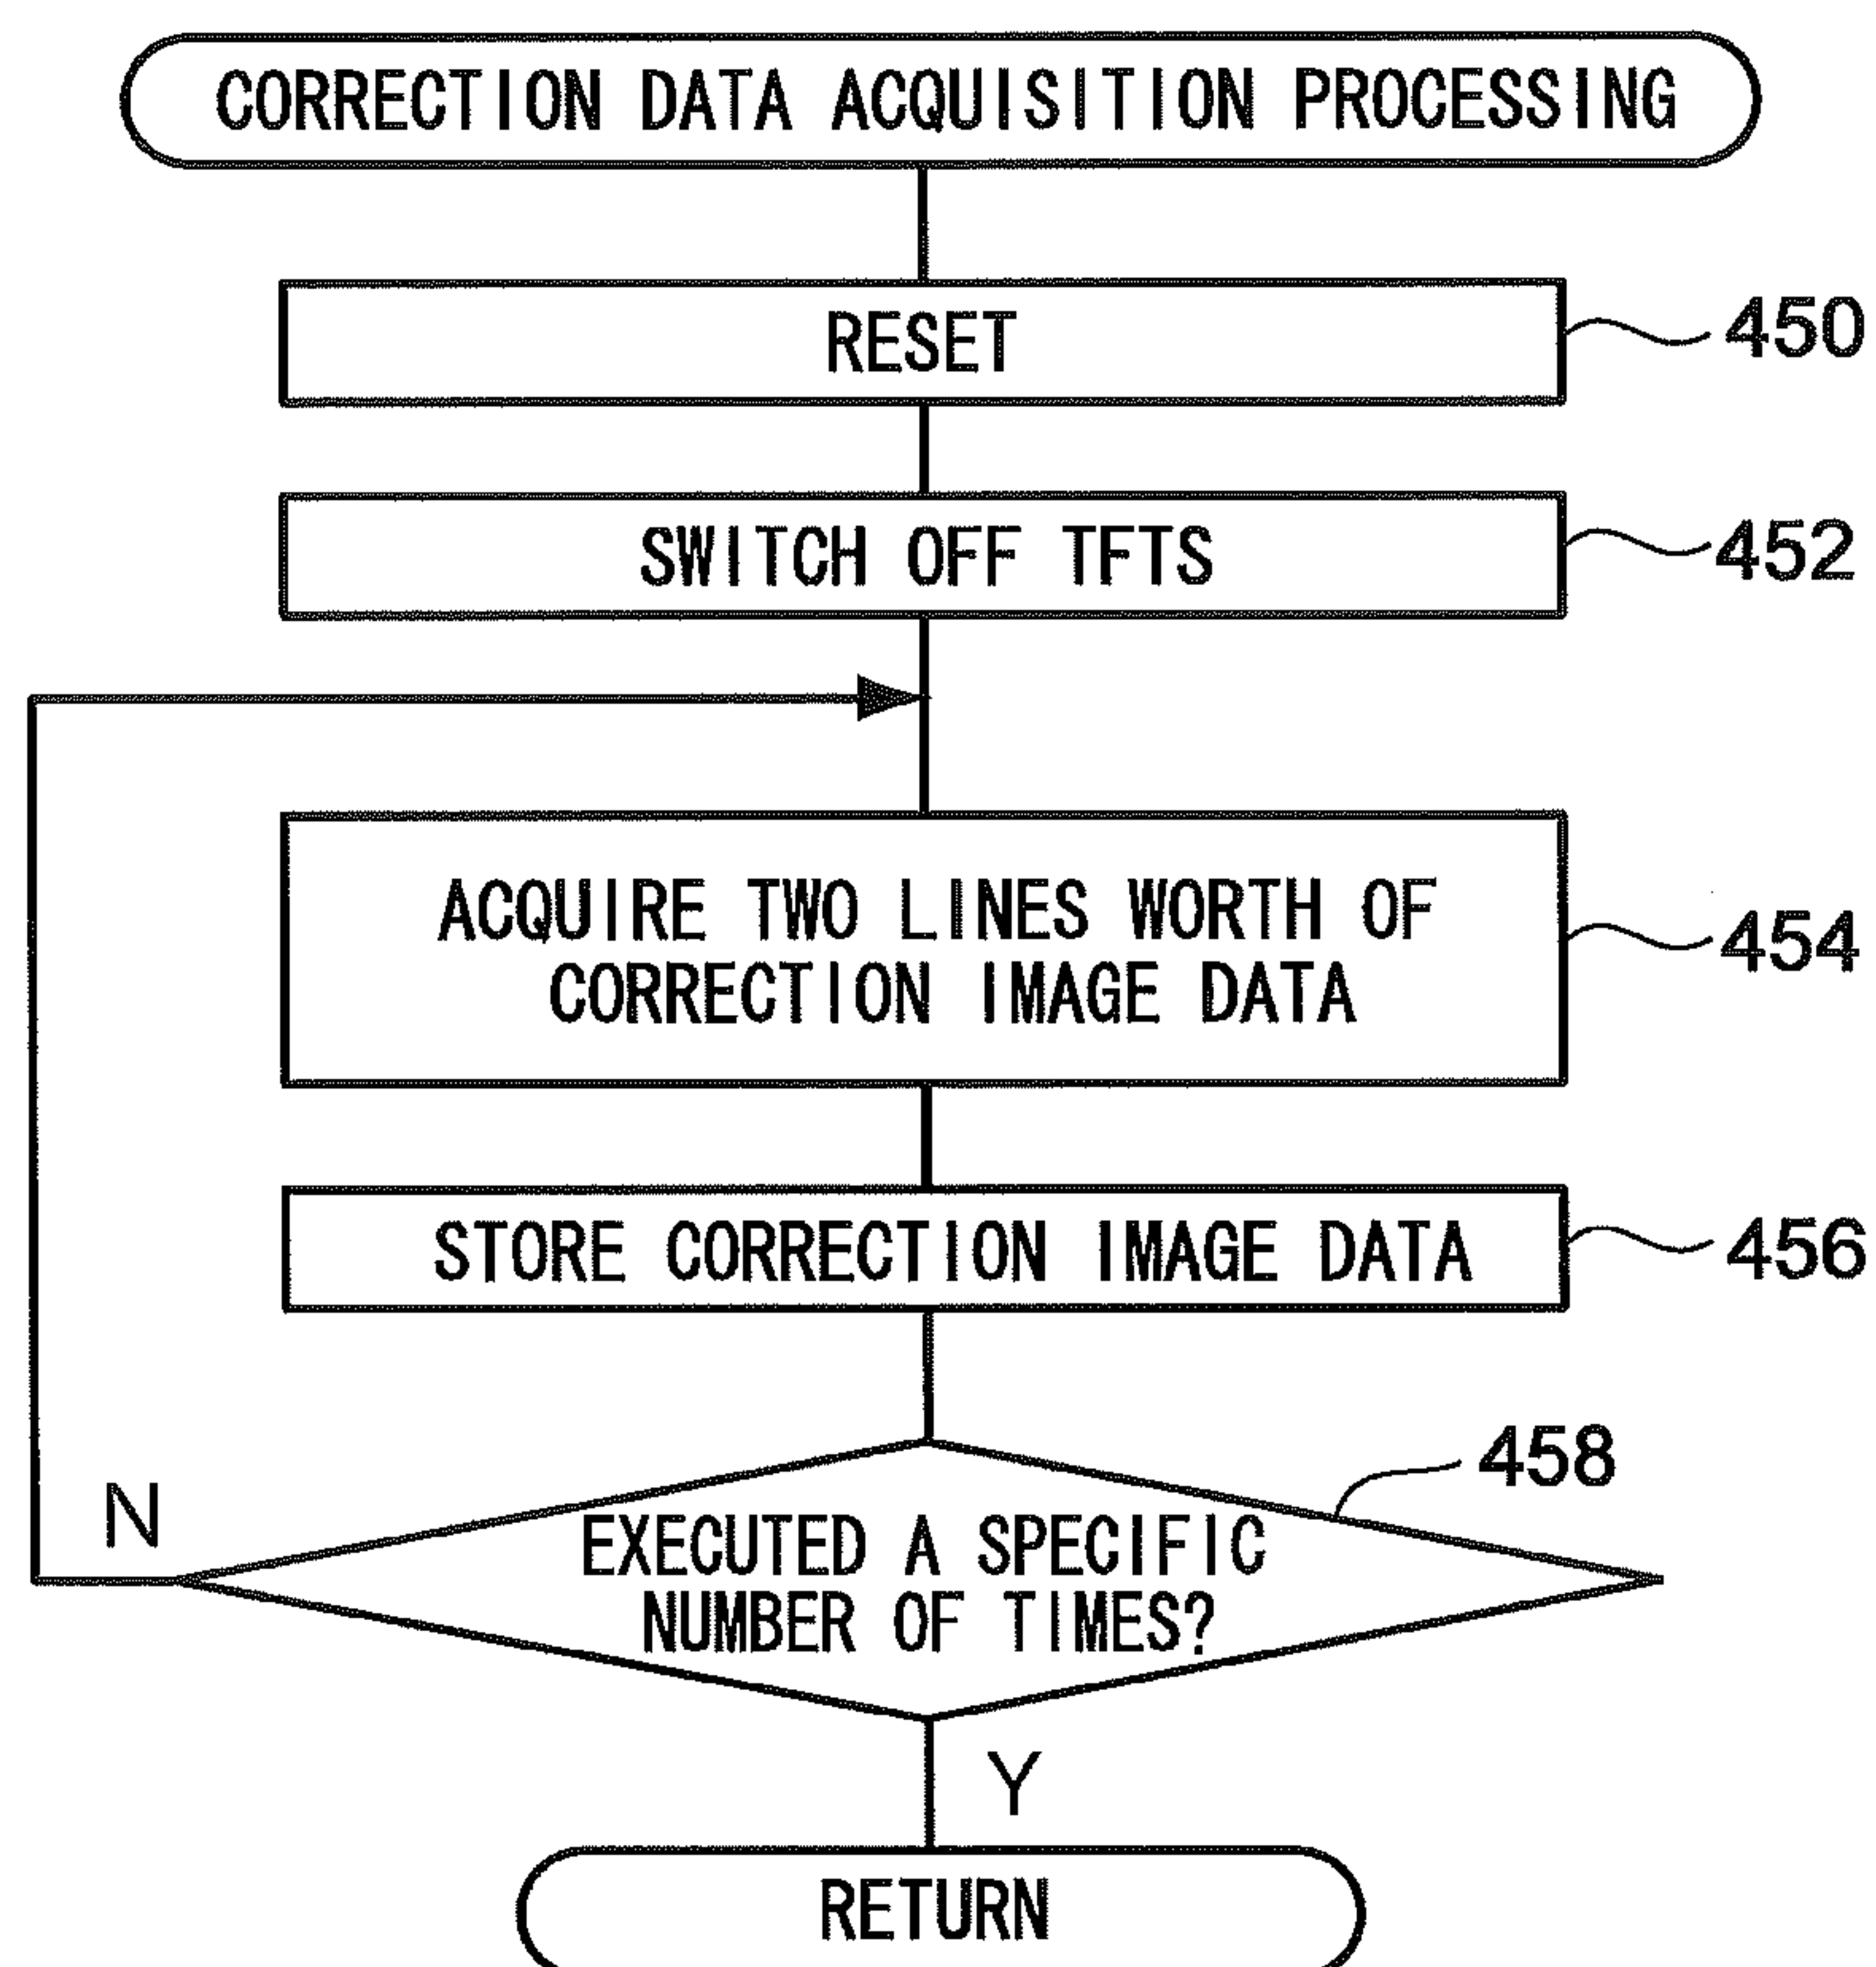 CORRECTION DATA ACQUISITION PROCESSING
RESET
450
SWITCH OFF TFTS
452
ACQUIRE TWO LINES WORTH OF
CORRECTION IMAGE DATA
454
STORE CORRECTION IMAGE DATA
456
458
N
EXECUTED A SPECIFIC
NUMBER OF TIMES?
Y
RETURN